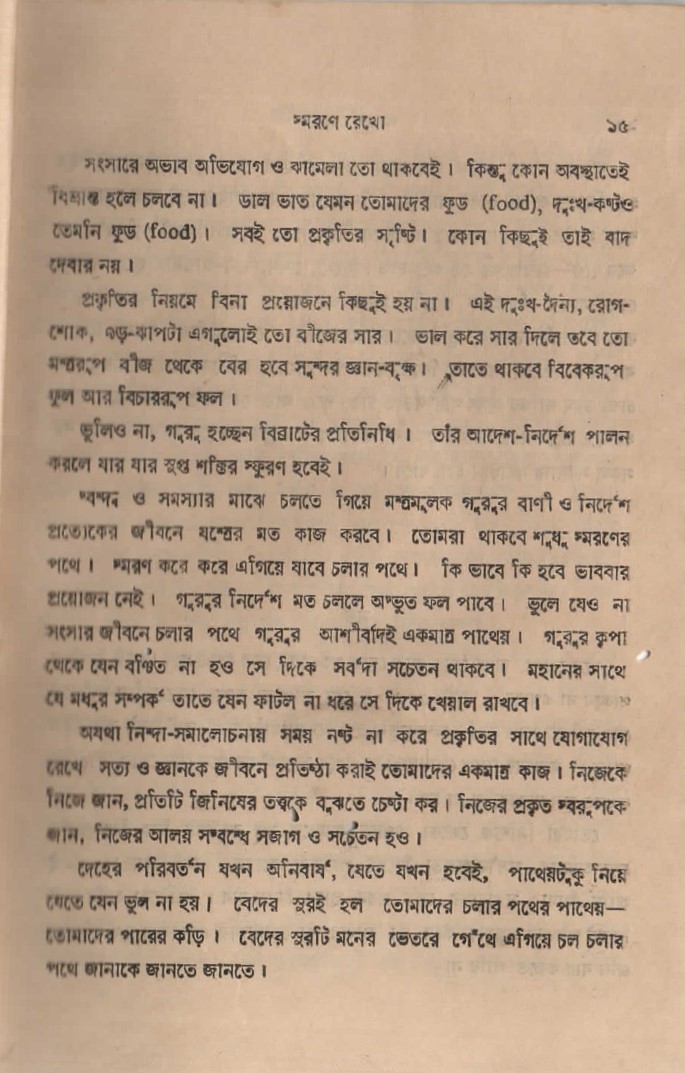 স্মরণে রেখো ১৫
সংসারে অভাব অভিযোগ ও ঝামেলা তো থাকবেই। কিন্তু কোন অবস্থাতেই
বিভ্রান্ত হলে চলবে না। ডাল ভাত যেমন তোমাদের ফুড (food), দুঃখ-কষ্টও
তেমনি ফুড (food)। সবই তো প্রকৃতির সৃষ্টি। কোন কিছুই তাই বাদ
দেবার নয়।
প্রকৃতির নিয়মে বিনা প্রয়োজনে কিছুই হয় না। এই দুঃখ-দৈন্য, রোগ-
শোক, ঝড়-ঝাপটা এগুলোই তো বীজের সার। ভাল করে সার দিলে তবে তো
মন্ত্ররূপ বীজ থেকে বের হবে সুন্দর জ্ঞান-বৃক্ষ। তাতে থাকবে বিবেকরূপ
ফুল আর বিচাররূপ ফল।
ভুলিও না, গুরু হচ্ছেন বিরাটের প্রতিনিধি। তাঁর আদেশ-নির্দেশ পালন
করলে যার যার সুপ্ত শক্তির স্ফুরণ হবেই।
দ্বন্দ্ব ও সমস্যার মাঝে চলতে গিয়ে মন্ত্রমূলক গুরুর বাণী ও নির্দেশ
প্রত্যেকের জীবনে যন্ত্রের মত কাজ করবে। তোমরা থাকবে শুধু স্মরণের
পথে। স্মরণ করে করে এগিয়ে যাবে চলার পথে। কি ভাবে কি হবে ভাববার
প্রয়োজন নেই। গুরুর নির্দেশ মত চললে অদ্ভুত ফল পাবে। ভুলে যেও না
সংসার জীবনে চলার পথে গুরুর আশীর্বাদই একমাত্র পাথেয়। গুরুর কৃপা
থেকে যেন বঞ্চিত না হও সে দিকে সর্বদা সচেতন থাকবে। মহানের সাথে
যে মধুর সম্পর্ক তাতে যেন ফাটল না ধরে সে দিকে খেয়াল রাখবে।
অযথা নিন্দা-সমালোচনায় সময় নষ্ট না করে প্রকৃতির সাথে যোগাযোগ
রেখে সত্য ও জ্ঞানকে জীবনে প্রতিষ্ঠা করাই তোমাদের একমাত্র কাজ। নিজেকে
নিজে জান, প্রতিটি জিনিষের তত্ত্বকে বুঝতে চেষ্টা কর। নিজের প্রকৃত স্বরূপকে
জান, নিজের আলয় সম্বন্ধে সজাগ ও সচেতন হও।
দেহের পরিবর্তন যখন অনিবার্য, যেতে যখন হবেই, পাথেয়টুকু নিয়ে
যেতে যেন ভুল না হয়। বেদের সুরই হল তোমাদের চলার পথের পাথেয়—
তোমাদের পারের কড়ি। বেদের সুরটি মনের ভেতরে গেঁথে এগিয়ে চল চলার
পথে জানাকে জানতে জানতে।